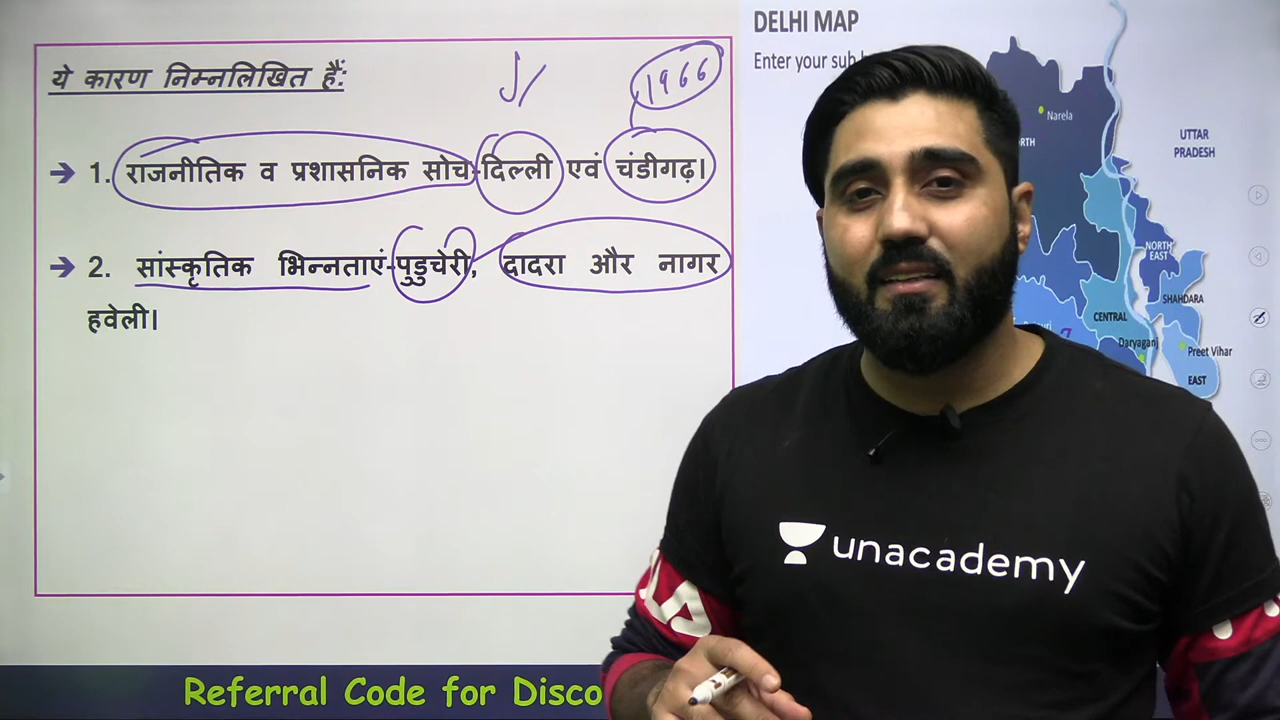 ये कारण निम्नलिखित हैं:
1966
→ 1. राजनीतिक व प्रशासनिक सोच-दिल्ली एवं चंडीगढ़।
→ 2. सांस्कृतिक भिन्नताएं-पुडुचेरी, दादरा और नागर
हवेली।
DELHI MAP
Enter your sub
Narela
UTTAR
PRADESH
NORTH
EAST
SHAHDARA
CENTRAL
Daryaganj
Preet Vihar
EAST
unacademy
Referral Code for Disco